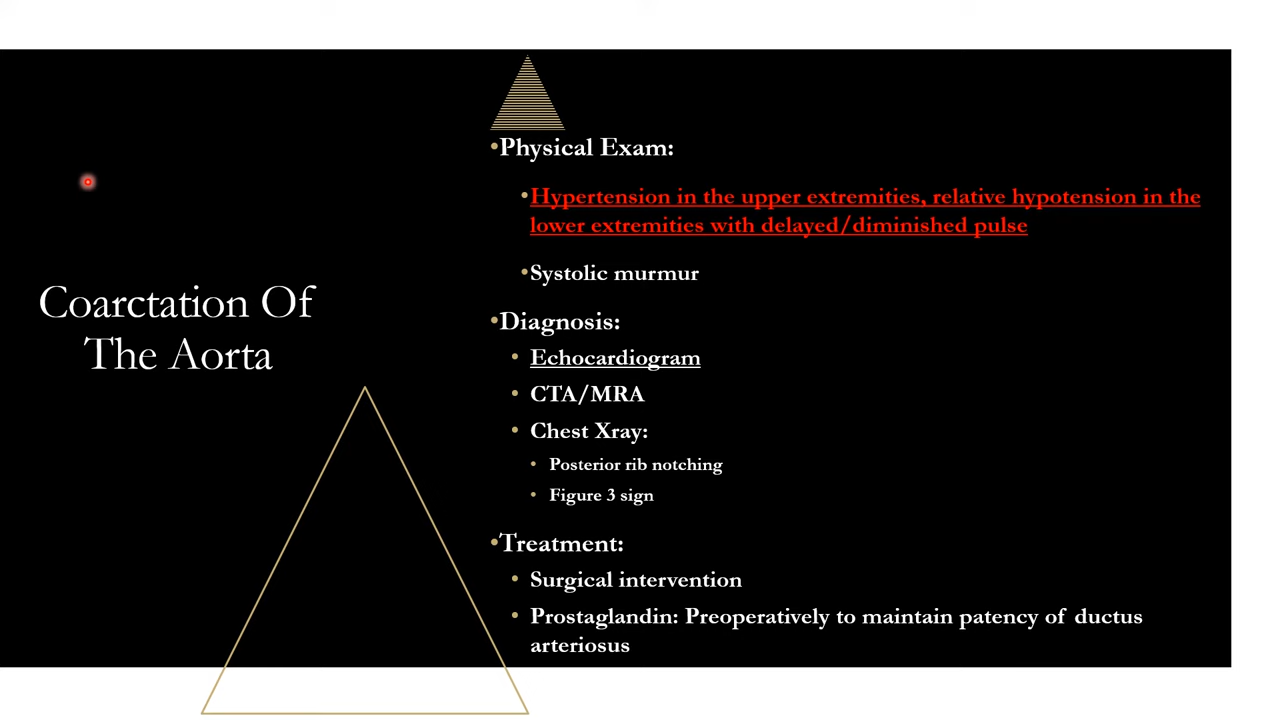 Coarctation Of
The Aorta
•Physical Exam:
•Hypertension in the upper extremities, relative hypotension in the
lower extremities with delayed/diminished pulse
•Systolic murmur
•Diagnosis:
• Echocardiogram
• CTA/MRA
• Chest Xray:
• Posterior rib notching
• Figure 3 sign
•Treatment:
• Surgical intervention
• Prostaglandin: Preoperatively to maintain patency of ductus
arteriosus